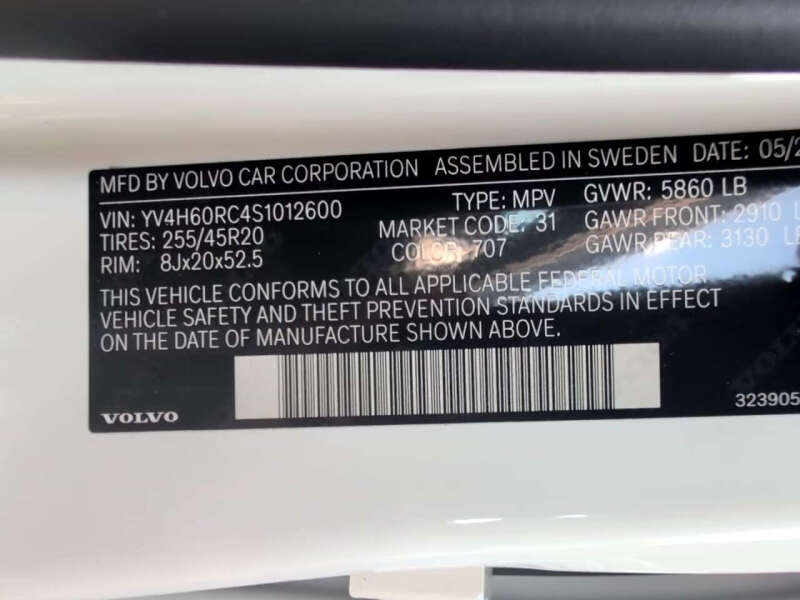 MFD BY VOLVO CAR CORPORATION ASSEMBLED IN SWEDEN DATE: 05/2
VIN: YV4H60RC4S1012600 TYPE: MPV GVWR: 5860 LB
TIRES: 255/45R20 MARKET CODE: 31 GAWR FRONT: 2910 L
RIM: 8Jx20x52.5 COLOR: 707 GAWR REAR: 3130 LB
THIS VEHICLE CONFORMS TO ALL APPLICABLE FEDERAL MOTOR
VEHICLE SAFETY AND THEFT PREVENTION STANDARDS IN EFFECT
ON THE DATE OF MANUFACTURE SHOWN ABOVE.
VOLVO 323905